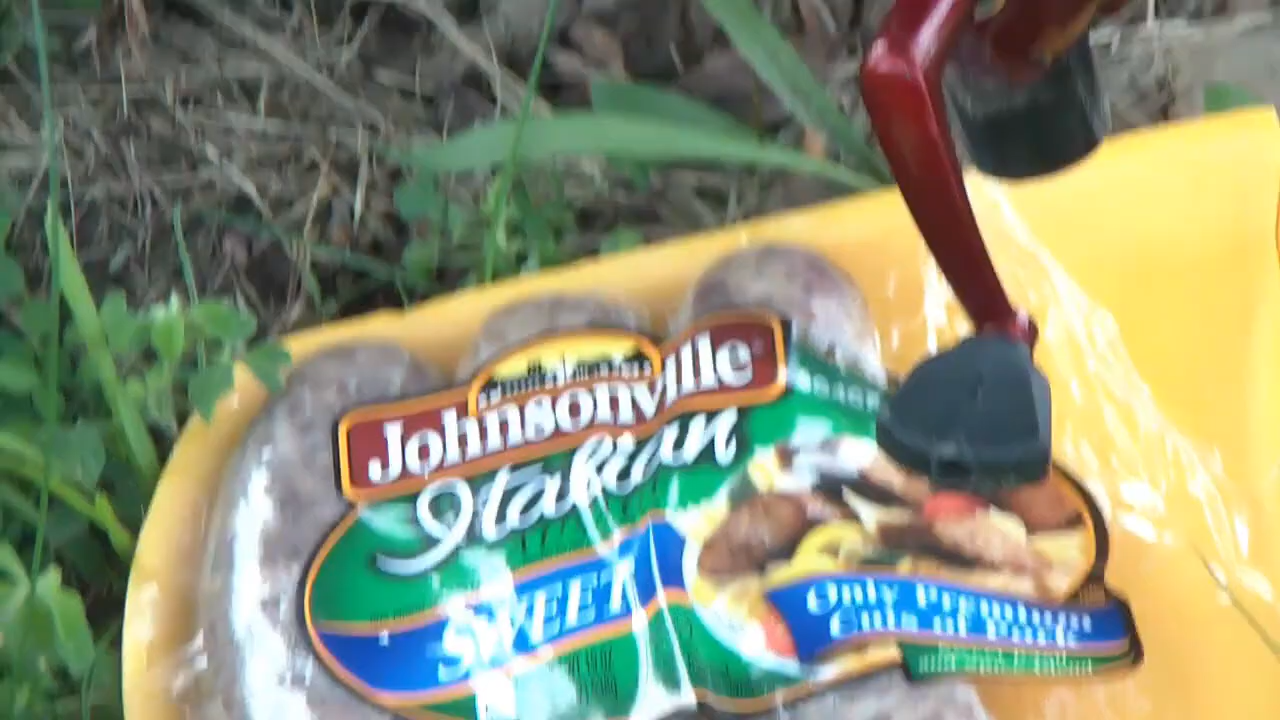 Johnsonville
Italian
SWEET
Only Premium
Cuts of Pork